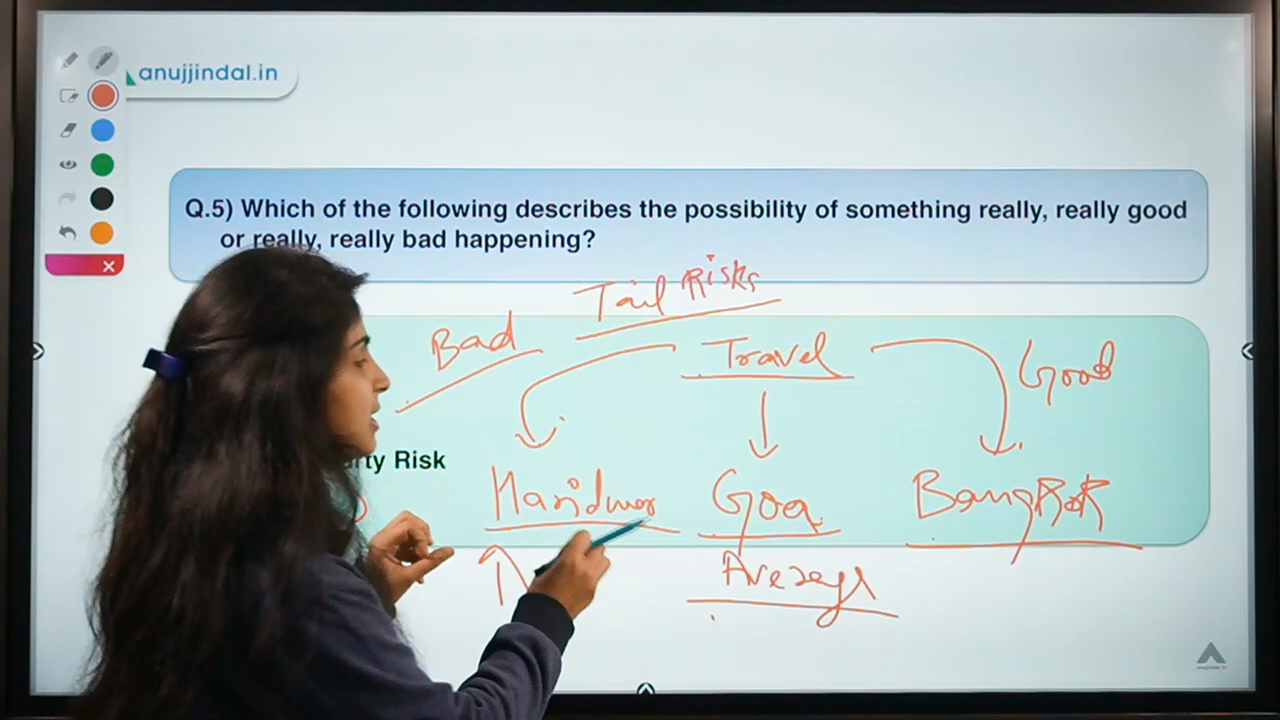 anujjindal.in
Q.5) Which of the following describes the possibility of something really, really good
or really, really bad happening?
Tail Risks
Bad
Travel
Good
Risk
Haridwar
Goa
Bangkok
Average